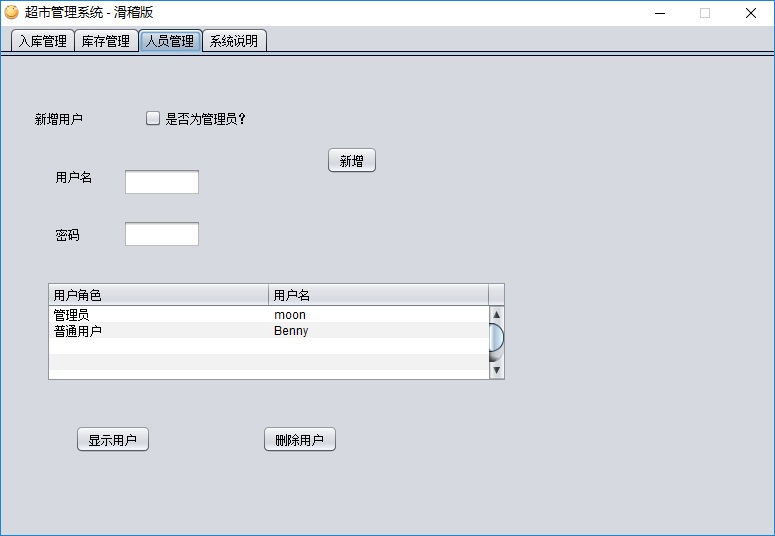 超市管理系统 - 滑稽版
入库管理 库存管理 人员管理 系统说明
新增用户 是否为管理员？
新增
用户名
密码
用户角色 用户名
管理员 moon
普通用户 Benny
显示用户 删除用户